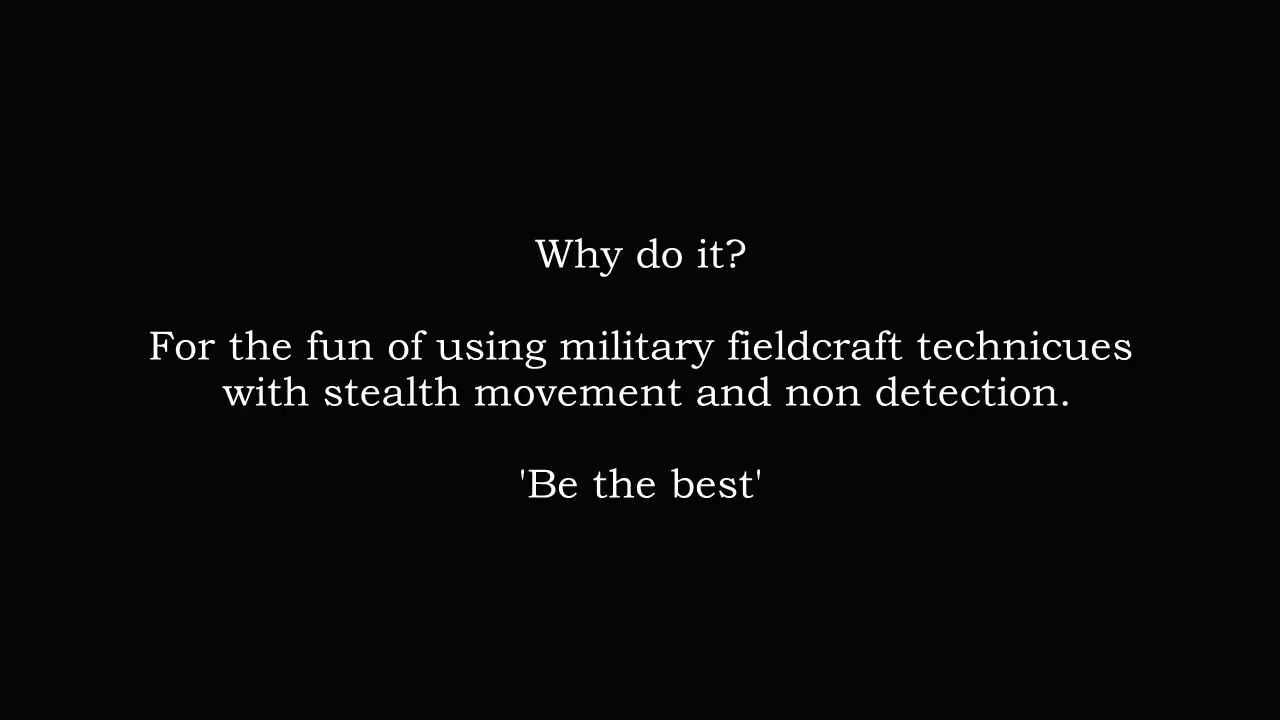 Why do it?
For the fun of using military fieldcraft technicues
with stealth movement and non detection.
'Be the best'